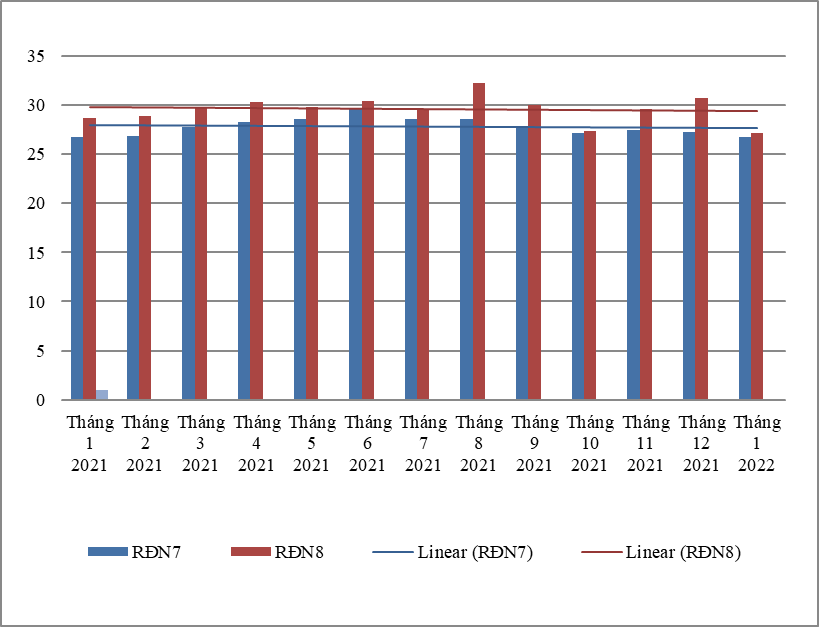 35
30
25
20
15
10
5
0
Tháng Tháng Tháng Tháng Tháng Tháng Tháng Tháng Tháng Tháng Tháng Tháng Tháng
1 2 3 4 5 6 7 8 9 10 11 12 1
2021 2021 2021 2021 2021 2021 2021 2021 2021 2021 2021 2021 2022
RĐN7 RĐN8 Linear (RĐN7) Linear (RĐN8)